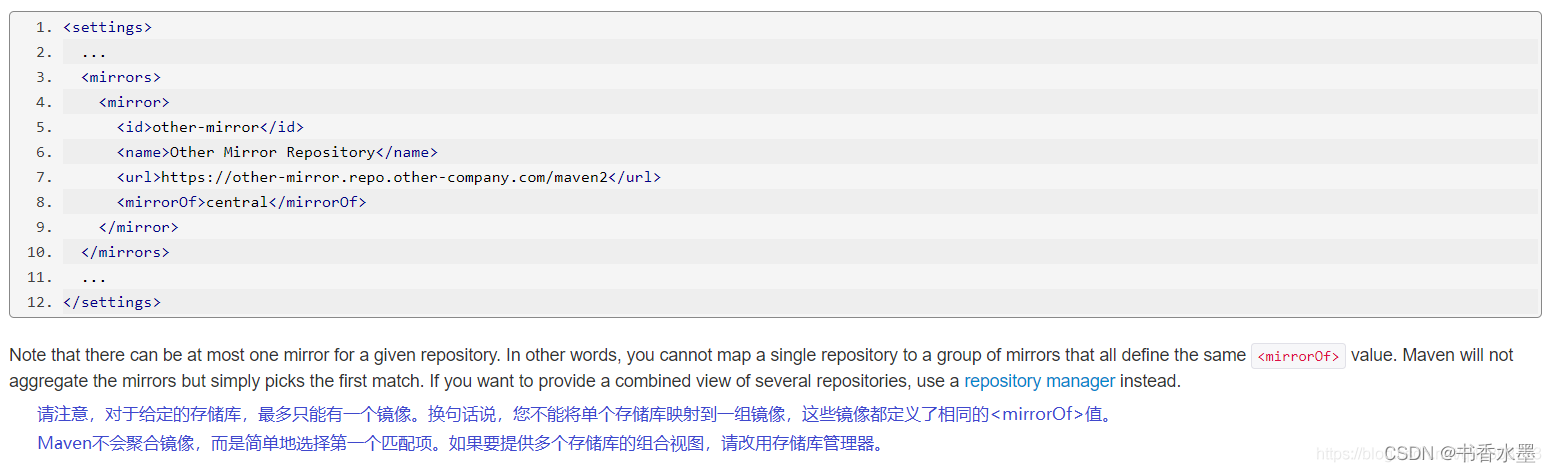 1. <settings>
2.   ...
3.   <mirrors>
4.     <mirror>
5.       <id>other-mirror</id>
6.       <name>Other Mirror Repository</name>
7.       <url>https://other-mirror.repo.other-company.com/maven2</url>
8.       <mirrorOf>central</mirrorOf>
9.     </mirror>
10.   </mirrors>
11.   ...
12. </settings>
Note that there can be at most one mirror for a given repository. In other words, you cannot map a single repository to a group of mirrors that all define the same <mirrorOf> value. Maven will not
aggregate the mirrors but simply picks the first match. If you want to provide a combined view of several repositories, use a repository manager instead.
请注意，对于给定的存储库，最多只能有一个镜像。换句话说，您不能将单个存储库映射到一组镜像，这些镜像都定义了相同的<mirrorOf>值。
Maven不会聚合镜像，而是简单地选择第一个匹配项。如果要提供多个存储库的组合视图，请改用存储库管理器。
CSDN @书香水墨